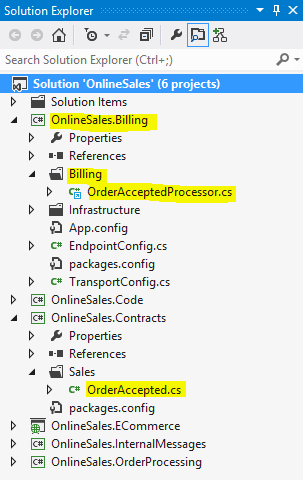 Solution Explorer
Search Solution Explorer (Ctrl+;)
Solution 'OnlineSales' (6 projects)
Solution Items
OnlineSales.Billing
Properties
References
Billing
OrderAcceptedProcessor.cs
Infrastructure
App.config
EndpointConfig.cs
packages.config
TransportConfig.cs
OnlineSales.Code
OnlineSales.Contracts
Properties
References
Sales
OrderAccepted.cs
packages.config
OnlineSales.ECommerce
OnlineSales.InternalMessages
OnlineSales.OrderProcessing